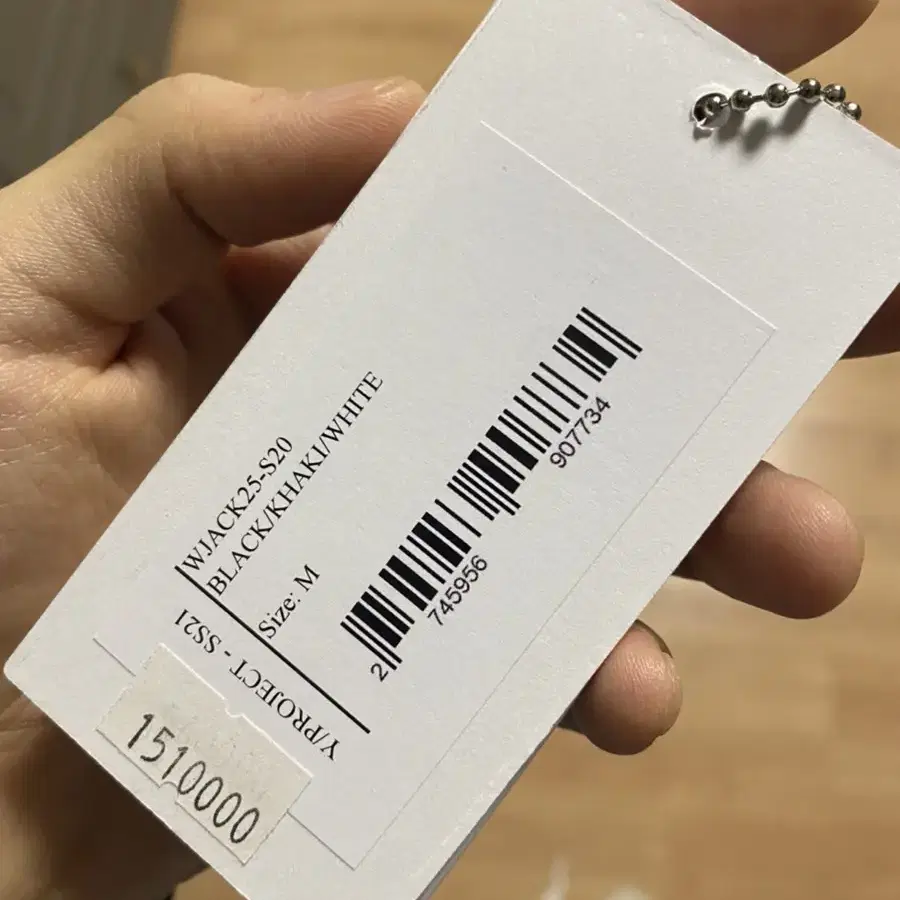 Y/PROJECT - SS21
WJACK25-S20
BLACK/KHAKI/WHITE
Size: M
2 745956 907734
1510000